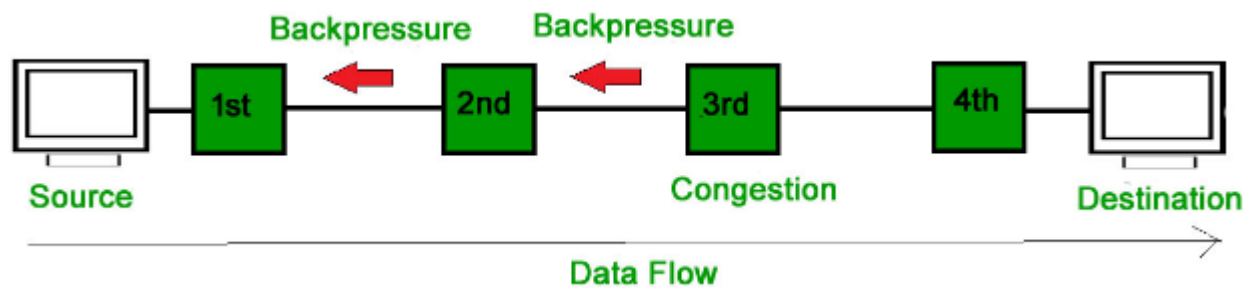 Backpressure
Backpressure
1st
2nd
3rd
4th
Source
Congestion
Destination
Data Flow